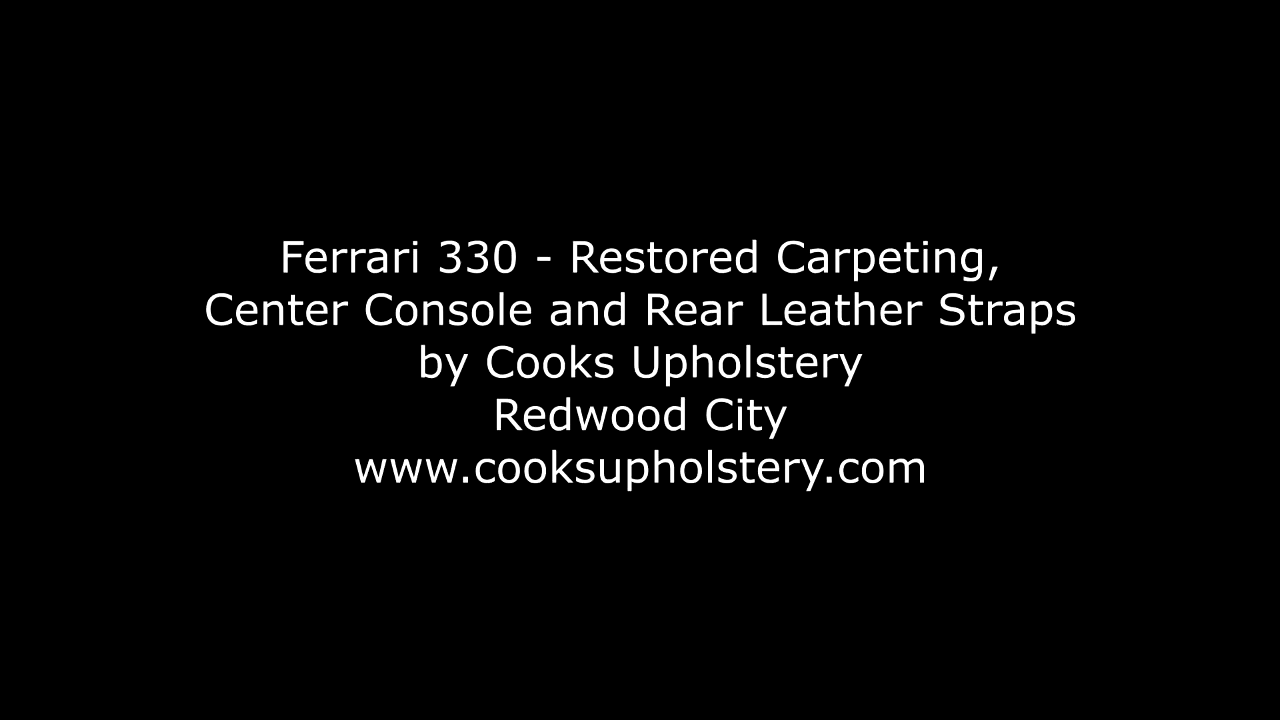 Ferrari 330 - Restored Carpeting,
Center Console and Rear Leather Straps
by Cooks Upholstery
Redwood City
www.cooksupholstery.com